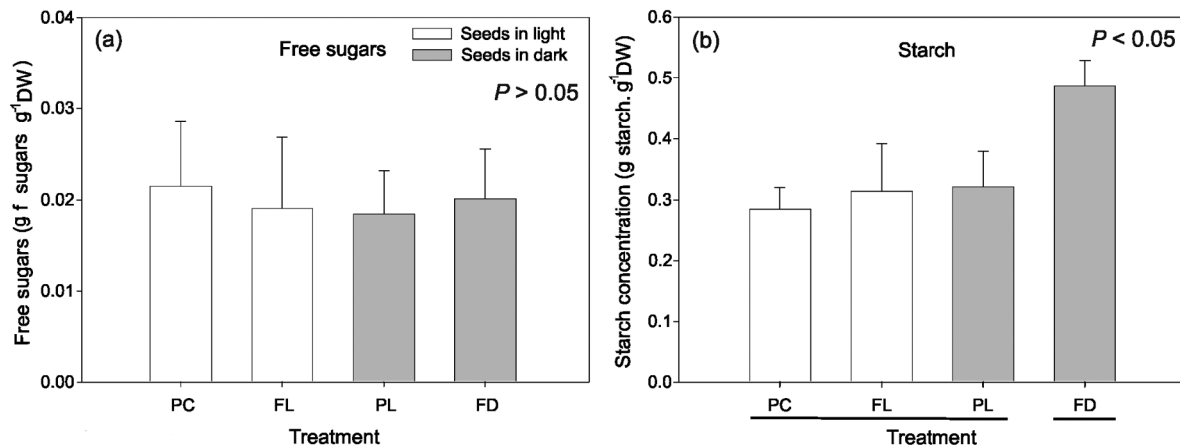 (a)
Free sugars
Seeds in light
Seeds in dark
P > 0.05
0.04
0.03
0.02
0.01
0.00
Free sugars (g f sugars g⁻¹DW)
PC FL PL FD
Treatment
(b)
Starch
P < 0.05
0.6
0.5
0.4
0.3
0.2
0.1
0.0
Starch concentration (g starch. g⁻¹DW)
PC FL PL FD
Treatment